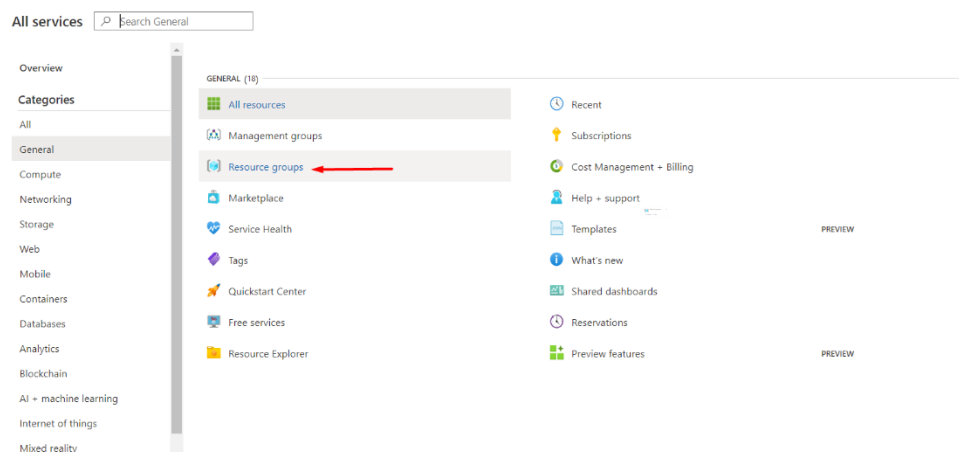 All services
Search General
Overview
Categories
All
General
Compute
Networking
Storage
Web
Mobile
Containers
Databases
Analytics
Blockchain
AI + machine learning
Internet of things
Mixed reality
GENERAL (18)
All resources
Management groups
Resource groups
Marketplace
Service Health
Tags
Quickstart Center
Free services
Resource Explorer
Recent
Subscriptions
Cost Management + Billing
Help + support
Templates
PREVIEW
What's new
Shared dashboards
Reservations
Preview features
PREVIEW